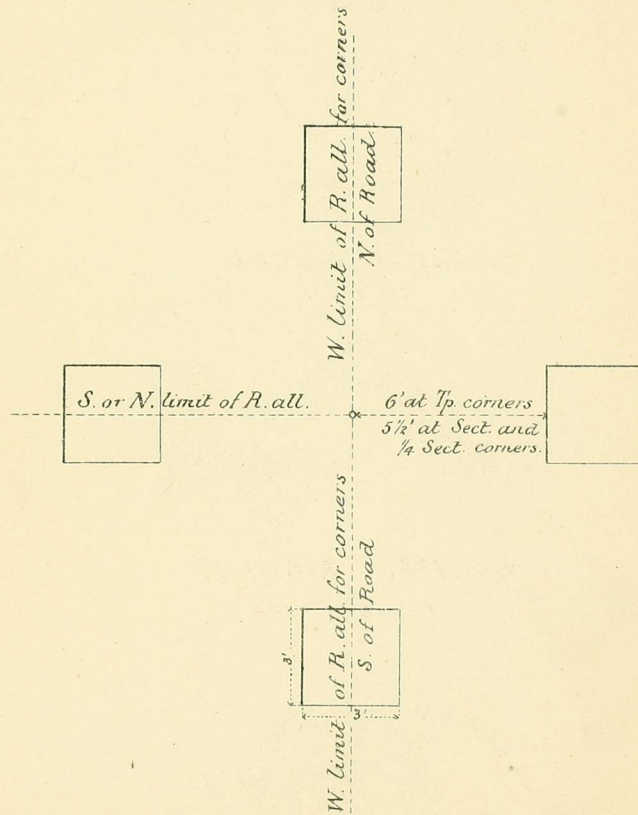 W. limit of R. all. for corners
N. of Road.
S. or N. limit of R. all.
6' at Tp. corners
5½' at Sect. and
¼ Sect. corners.
W. limit of R. all. for corners
S. of Road
3'
3'